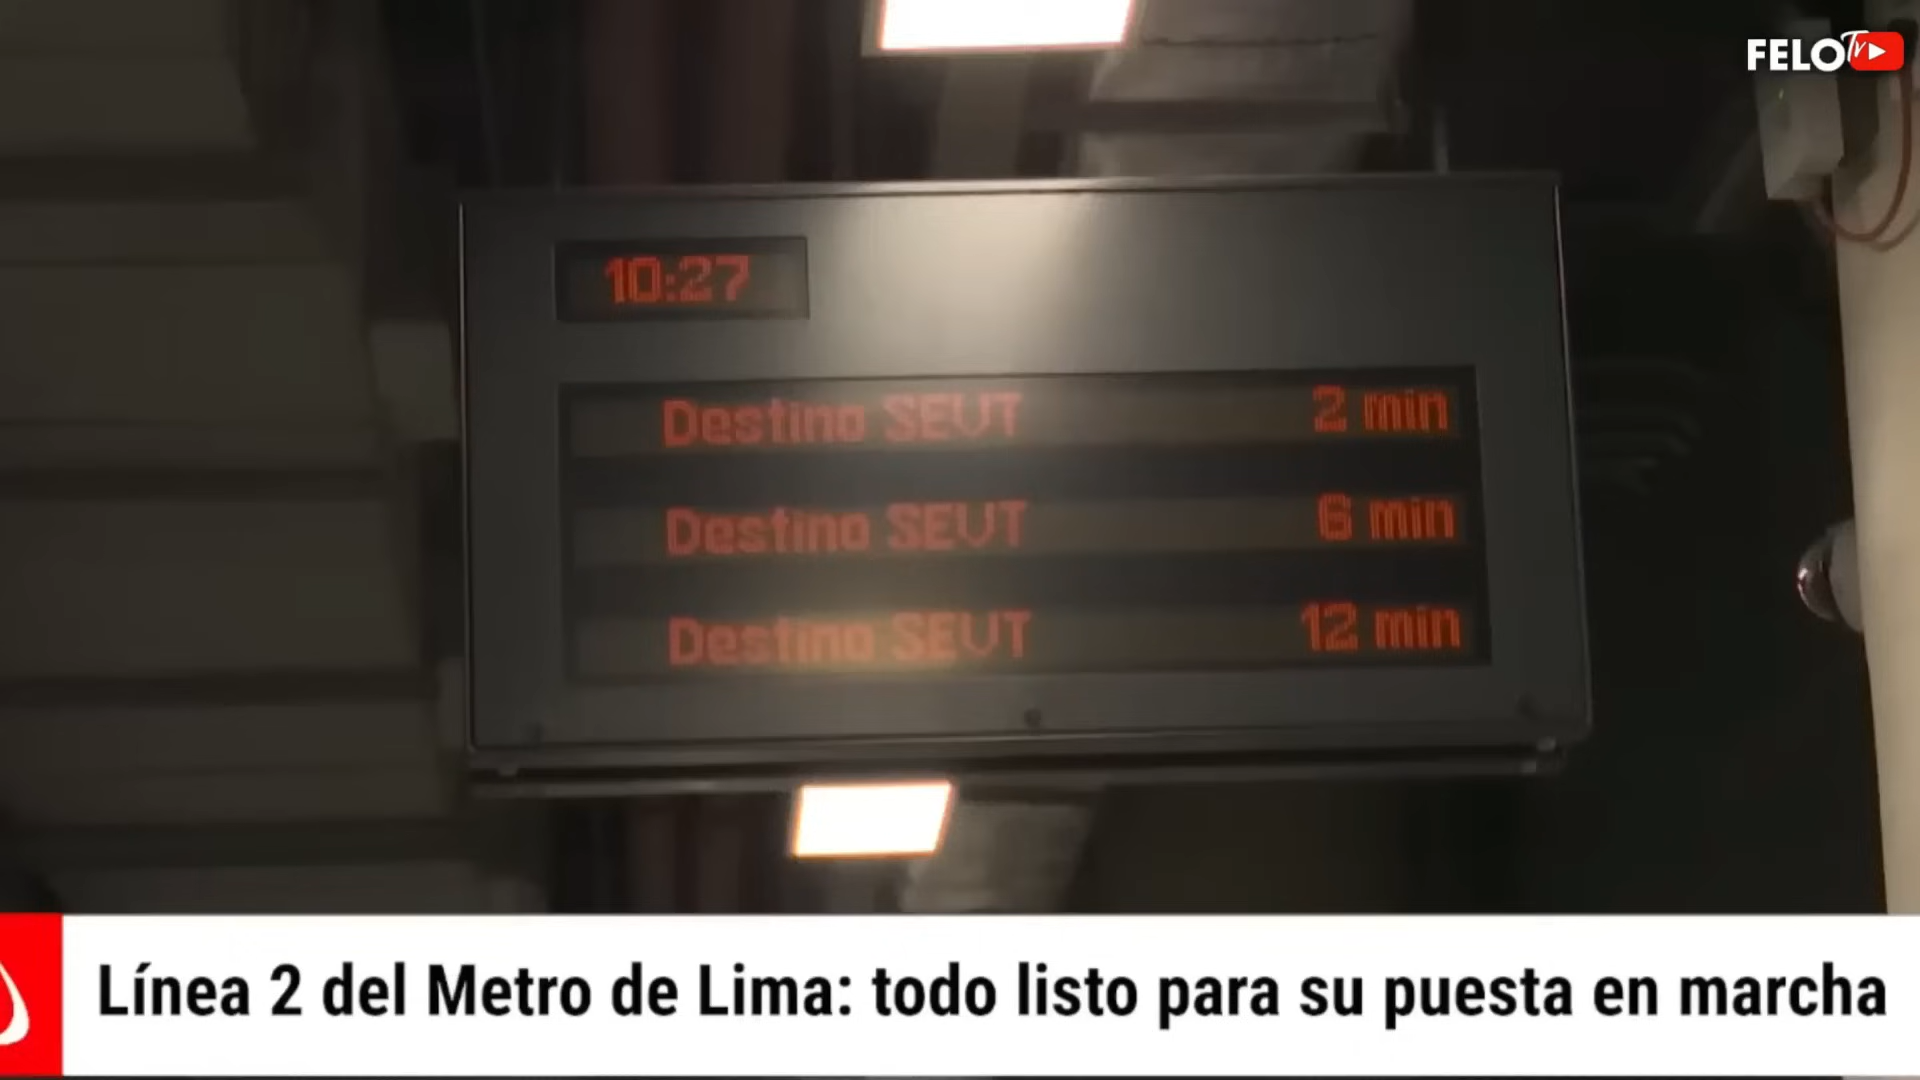 FELO Tv
10:27
Destino SEVT 2 min
Destino SEVT 6 min
Destino SEVT 12 min
Línea 2 del Metro de Lima: todo listo para su puesta en marcha